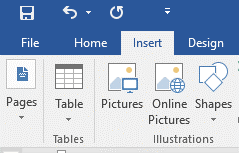 File Home Insert Design
Pages Table Pictures Online Shapes
Pictures
Tables Illustrations